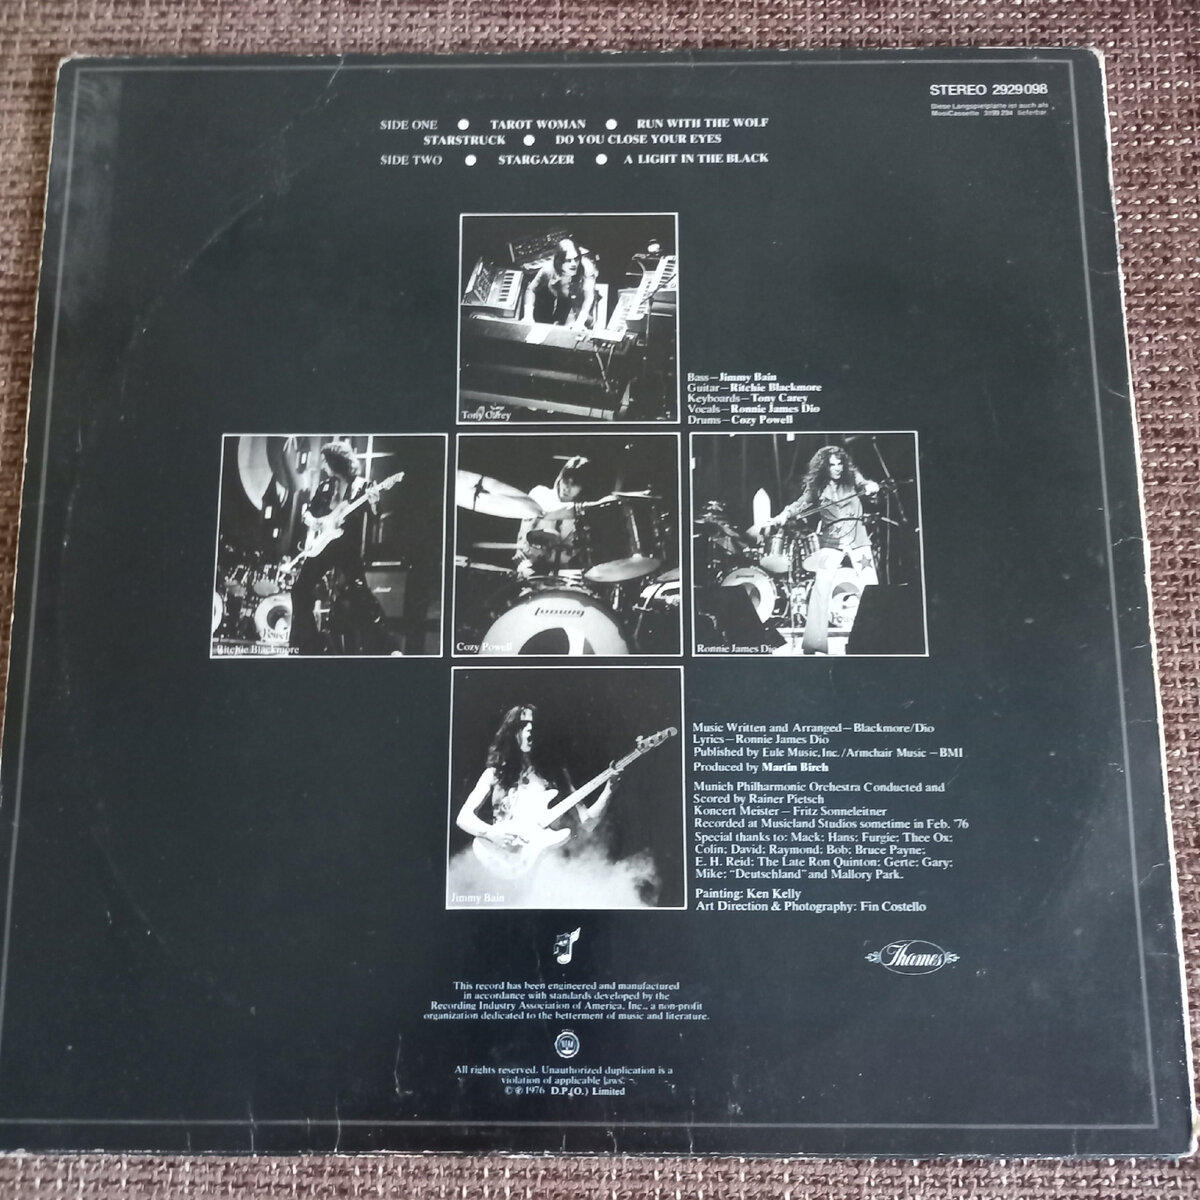 STEREO 2929098
Diese Langspielplatte ist auch als
MusiCassette 3199 294 lieferbar.
SIDE ONE ● TAROT WOMAN ● RUN WITH THE WOLF
STARSTRUCK ● DO YOU CLOSE YOUR EYES
SIDE TWO ● STARGAZER ● A LIGHT IN THE BLACK
Tony Carey
Bass—Jimmy Bain
Guitar—Ritchie Blackmore
Keyboards—Tony Carey
Vocals—Ronnie James Dio
Drums—Cozy Powell
Ritchie Blackmore
Ludwig
Cozy Powell
Ronnie James Dio
Jimmy Bain
Music Written and Arranged—Blackmore/Dio
Lyrics—Ronnie James Dio
Published by Eule Music, Inc./Armchair Music—BMI
Produced by Martin Birch
Munich Philharmonic Orchestra Conducted and
Scored by Rainer Pietsch
Koncert Meister—Fritz Sonneleitner
Recorded at Musicland Studios sometime in Feb. '76
Special thanks to: Mack; Hans; Furgie; Thee Ox;
Colin; David; Raymond; Bob; Bruce Payne;
E. H. Reid; The Late Ron Quinton; Gerte; Gary;
Mike; "Deutschland" and Mallory Park.
Painting: Ken Kelly
Art Direction & Photography: Fin Costello
Thames
This record has been engineered and manufactured
in accordance with standards developed by the
Recording Industry Association of America, Inc., a non-profit
organization dedicated to the betterment of music and literature.
All rights reserved. Unauthorized duplication is a
violation of applicable laws.
© ℗ 1976 D.P.(O.) Limited